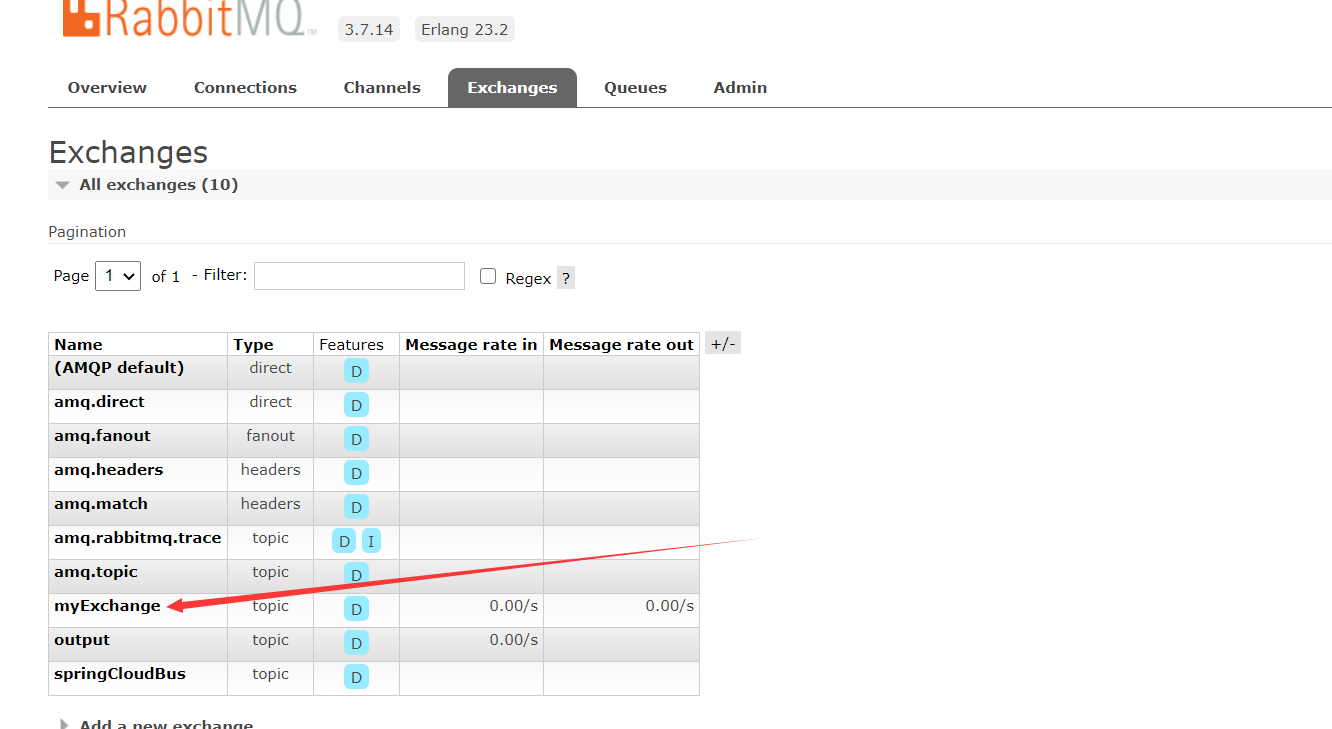 RabbitMQ TM 3.7.14 Erlang 23.2
Overview Connections Channels Exchanges Queues Admin
Exchanges
All exchanges (10)
Pagination
Page 1 of 1 - Filter: Regex ?
Name Type Features Message rate in Message rate out +/-
(AMQP default) direct D
amq.direct direct D
amq.fanout fanout D
amq.headers headers D
amq.match headers D
amq.rabbitmq.trace topic D I
amq.topic topic D
myExchange topic D 0.00/s 0.00/s
output topic D 0.00/s
springCloudBus topic D
Add a new exchange